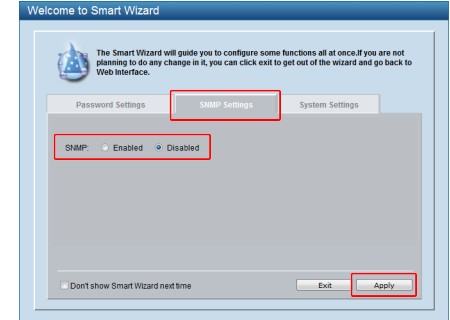 Welcome to Smart Wizard
The Smart Wizard will guide you to configure some functions all at once.If you are not
planning to do any change in it, you can click exit to get out of the wizard and go back to
Web Interface.
Password Settings SNMP Settings System Settings
SNMP: Enabled Disabled
Don't show Smart Wizard next time Exit Apply